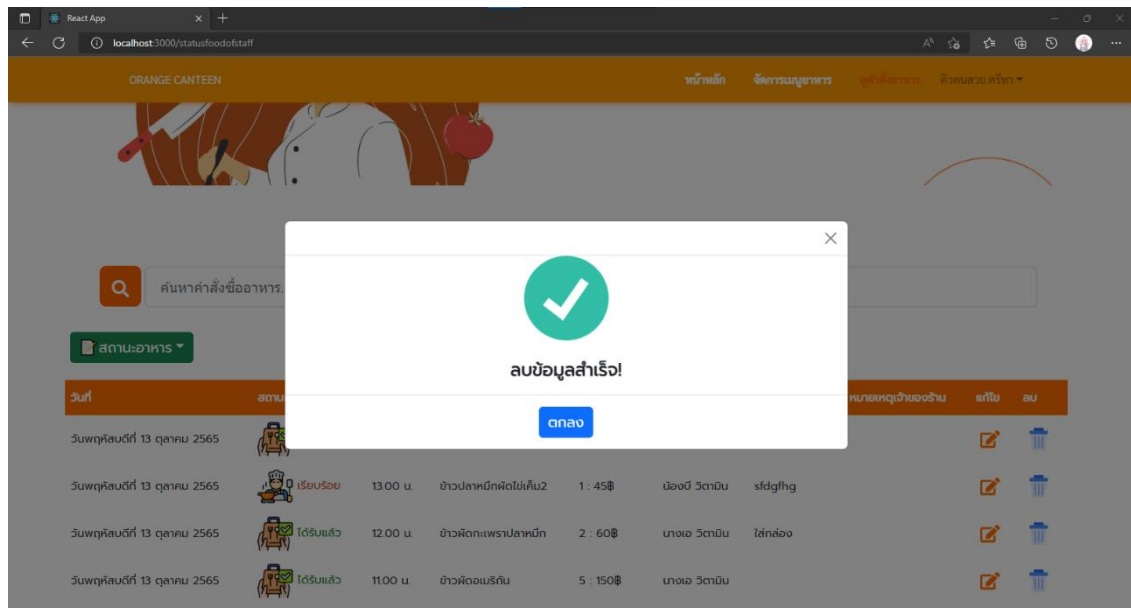 React App
localhost:3000/statusfoodofstaff
ORANGE CANTEEN หน้าหลัก จัดการเมนูอาหาร ดูคำสั่งอาหาร คิวคนสวย ศรีหา
ค้นหาคำสั่งซื้ออาหาร.
สถานะอาหาร
ลบข้อมูลสำเร็จ!
ตกลง
วันที่ หมายเหตุเจ้าของร้าน แก้ไข ลบ
วันพฤหัสบดีที่ 13 ตุลาคม 2565
วันพฤหัสบดีที่ 13 ตุลาคม 2565 เรียบร้อย 13.00 น. ข้าวปลาหมึกผัดไข่เค็ม2 1 : 45฿ น้องบี วิตามิน sfdgfhg
วันพฤหัสบดีที่ 13 ตุลาคม 2565 ได้รับแล้ว 12.00 น. ข้าวผัดกะเพราปลาหมึก 2 : 60฿ นางเอ วิตามิน ใส่กล่อง
วันพฤหัสบดีที่ 13 ตุลาคม 2565 ได้รับแล้ว 11.00 น. ข้าวผัดอเมริกัน 5 : 150฿ นางเอ วิตามิน